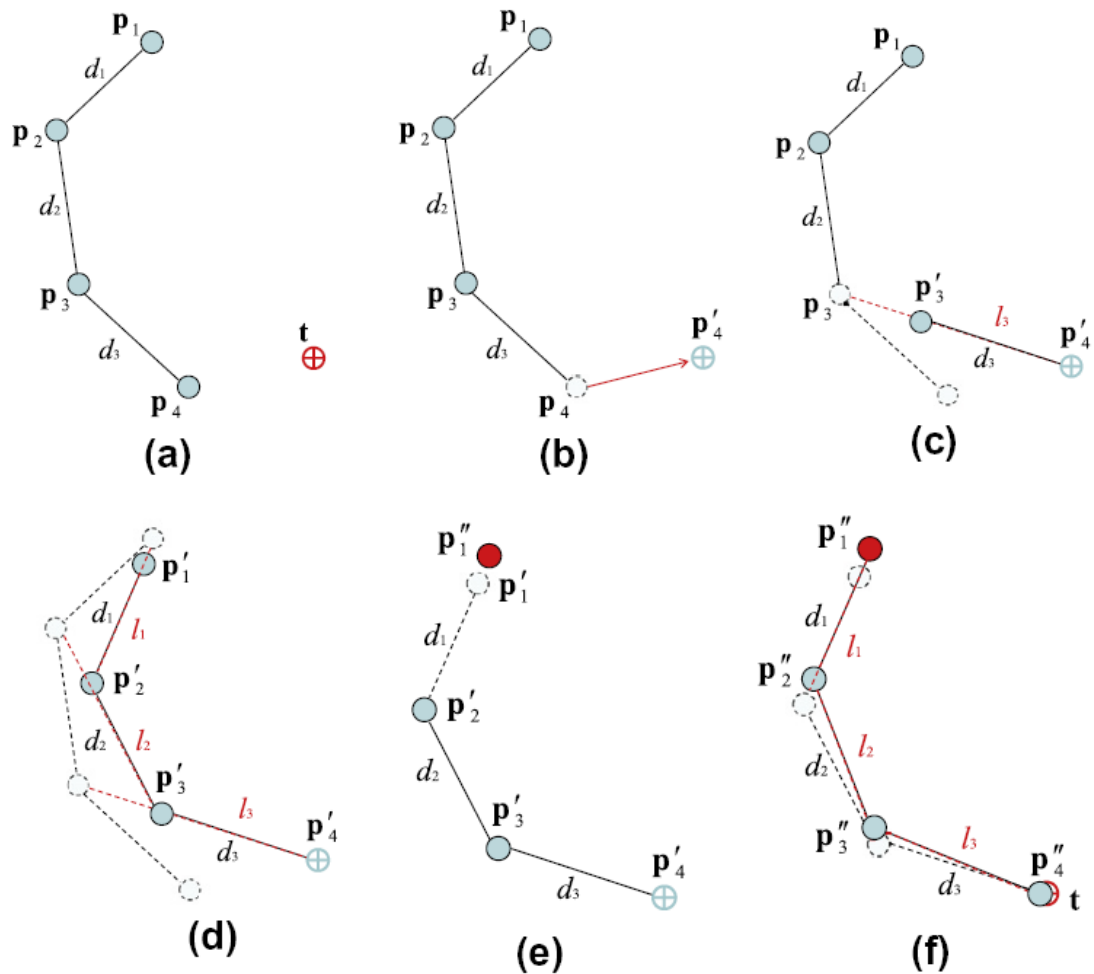 p₁
d₁
p₂
d₂
p₃
d₃
t
p₄
(a)
p₁
d₁
p₂
d₂
p₃
d₃
p₄
p′₄
(b)
p₁
d₁
p₂
d₂
p₃
p′₃
l₃
d₃
p′₄
(c)
p′₁
d₁
l₁
p′₂
d₂
l₂
p′₃
l₃
d₃
p′₄
(d)
p″₁
p′₁
d₁
p′₂
d₂
p′₃
d₃
p′₄
(e)
p″₁
d₁
l₁
p″₂
l₂
d₂
p″₃
l₃
d₃
p″₄
t
(f)